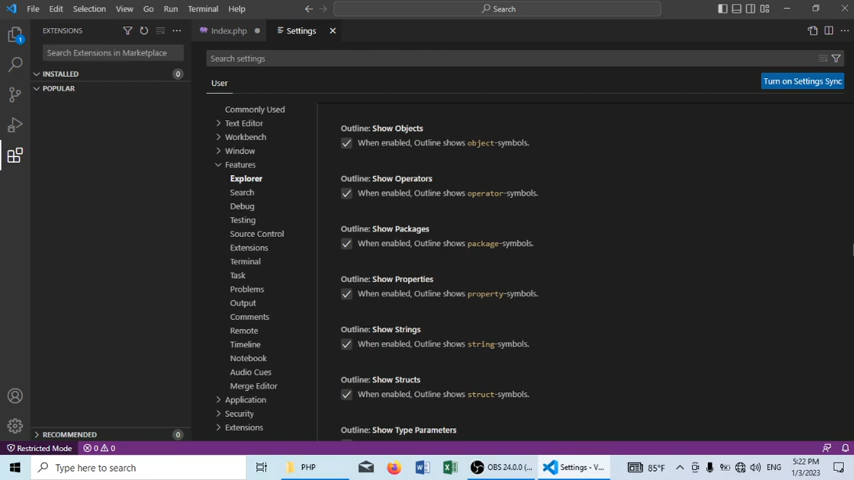 File Edit Selection View Go Run Terminal Help
Search
EXTENSIONS
Index.php
Settings
Search Extensions in Marketplace
Search settings
INSTALLED
0
User
Turn on Settings Sync
POPULAR
Commonly Used
Text Editor
Workbench
Window
Features
Explorer
Search
Debug
Testing
Source Control
Extensions
Terminal
Task
Problems
Output
Comments
Remote
Timeline
Notebook
Audio Cues
Merge Editor
Application
Security
Extensions
Outline: Show Objects
When enabled, Outline shows object-symbols.
Outline: Show Operators
When enabled, Outline shows operator-symbols.
Outline: Show Packages
When enabled, Outline shows package-symbols.
Outline: Show Properties
When enabled, Outline shows property-symbols.
Outline: Show Strings
When enabled, Outline shows string-symbols.
Outline: Show Structs
When enabled, Outline shows struct-symbols.
Outline: Show Type Parameters
RECOMMENDED
0
Restricted Mode
0 0
Type here to search
PHP
OBS 24.0.0 (...
Settings - V...
85°F
ENG
5:22 PM
1/3/2023